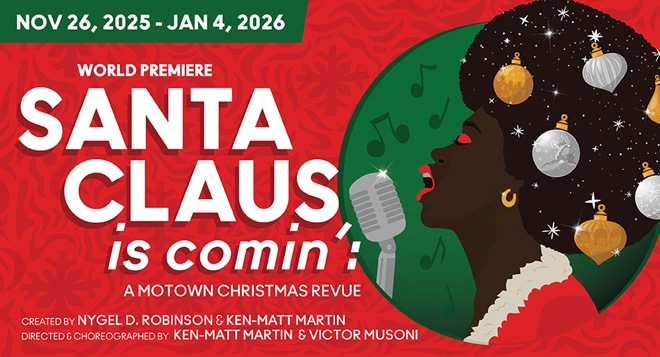 NOV 26, 2025 - JAN 4, 2026
WORLD PREMIERE
SANTA
CLAUS
is comin':
A MOTOWN CHRISTMAS REVUE
CREATED BY NYGEL D. ROBINSON & KEN-MATT MARTIN
DIRECTED & CHOREOGRAPHED BY KEN-MATT MARTIN & VICTOR MUSONI